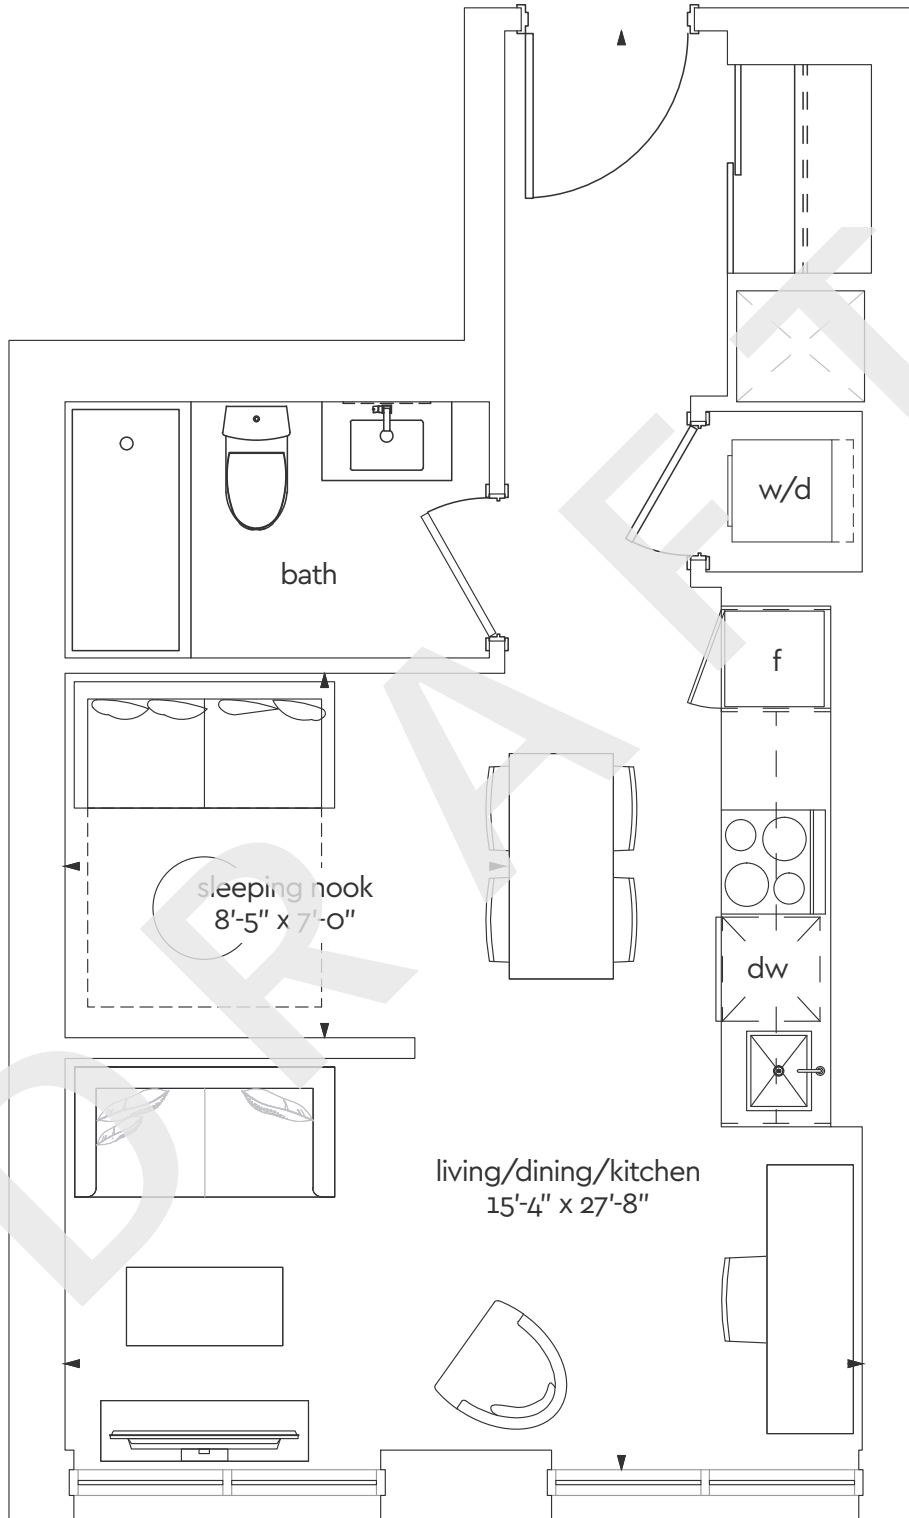 w/d
bath
f
sleeping nook
8'-5" x 7'-0"
dw
living/dining/kitchen
15'-4" x 27'-8"
DRAFT